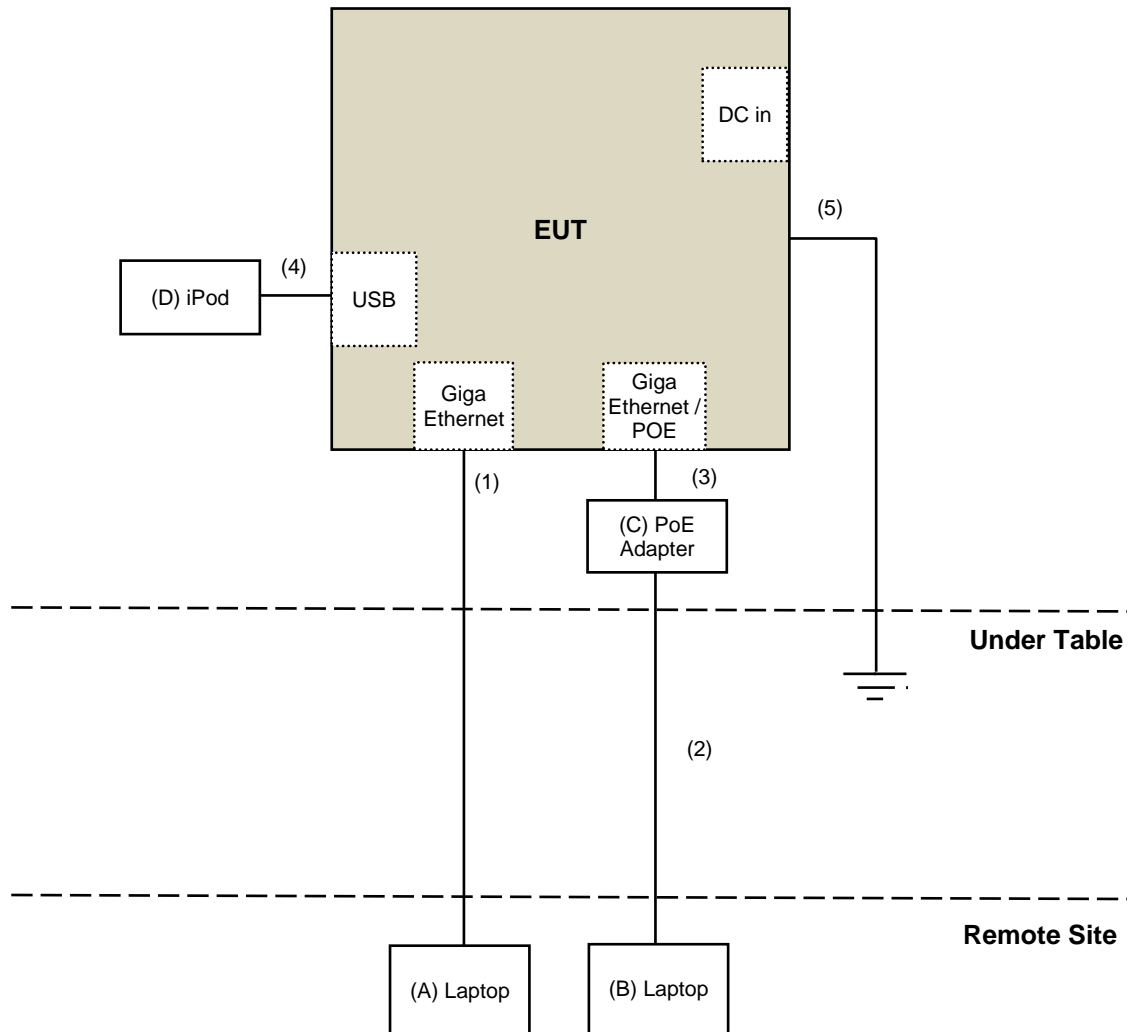 DC in
(5)
EUT
(4)
(D) iPod
USB
Giga
Ethernet
Giga
Ethernet /
POE
(1)
(3)
(C) PoE
Adapter
Under Table
(2)
Remote Site
(A) Laptop
(B) Laptop